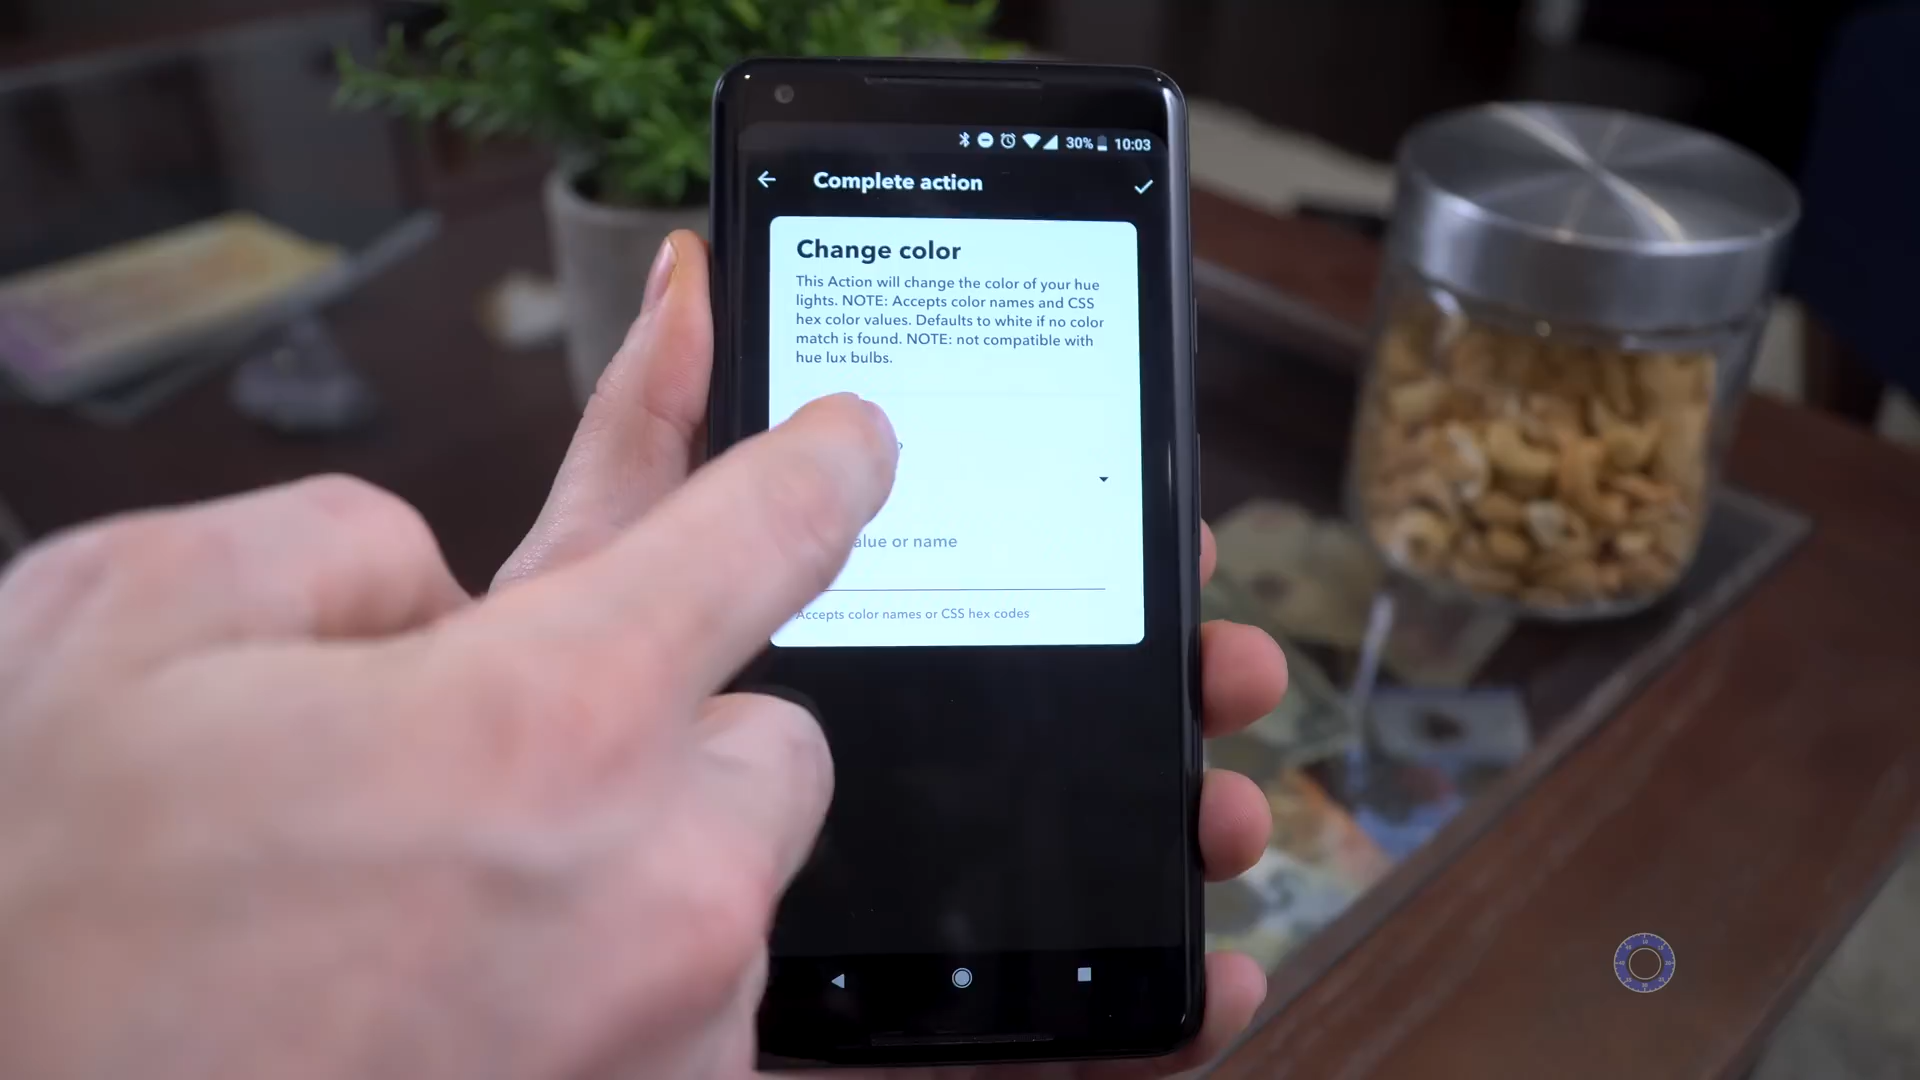 30% 10:03
Complete action
Change color
This Action will change the color of your hue
lights. NOTE: Accepts color names and CSS
hex color values. Defaults to white if no color
match is found. NOTE: not compatible with
hue lux bulbs.
or name
Accepts color names or CSS hex codes